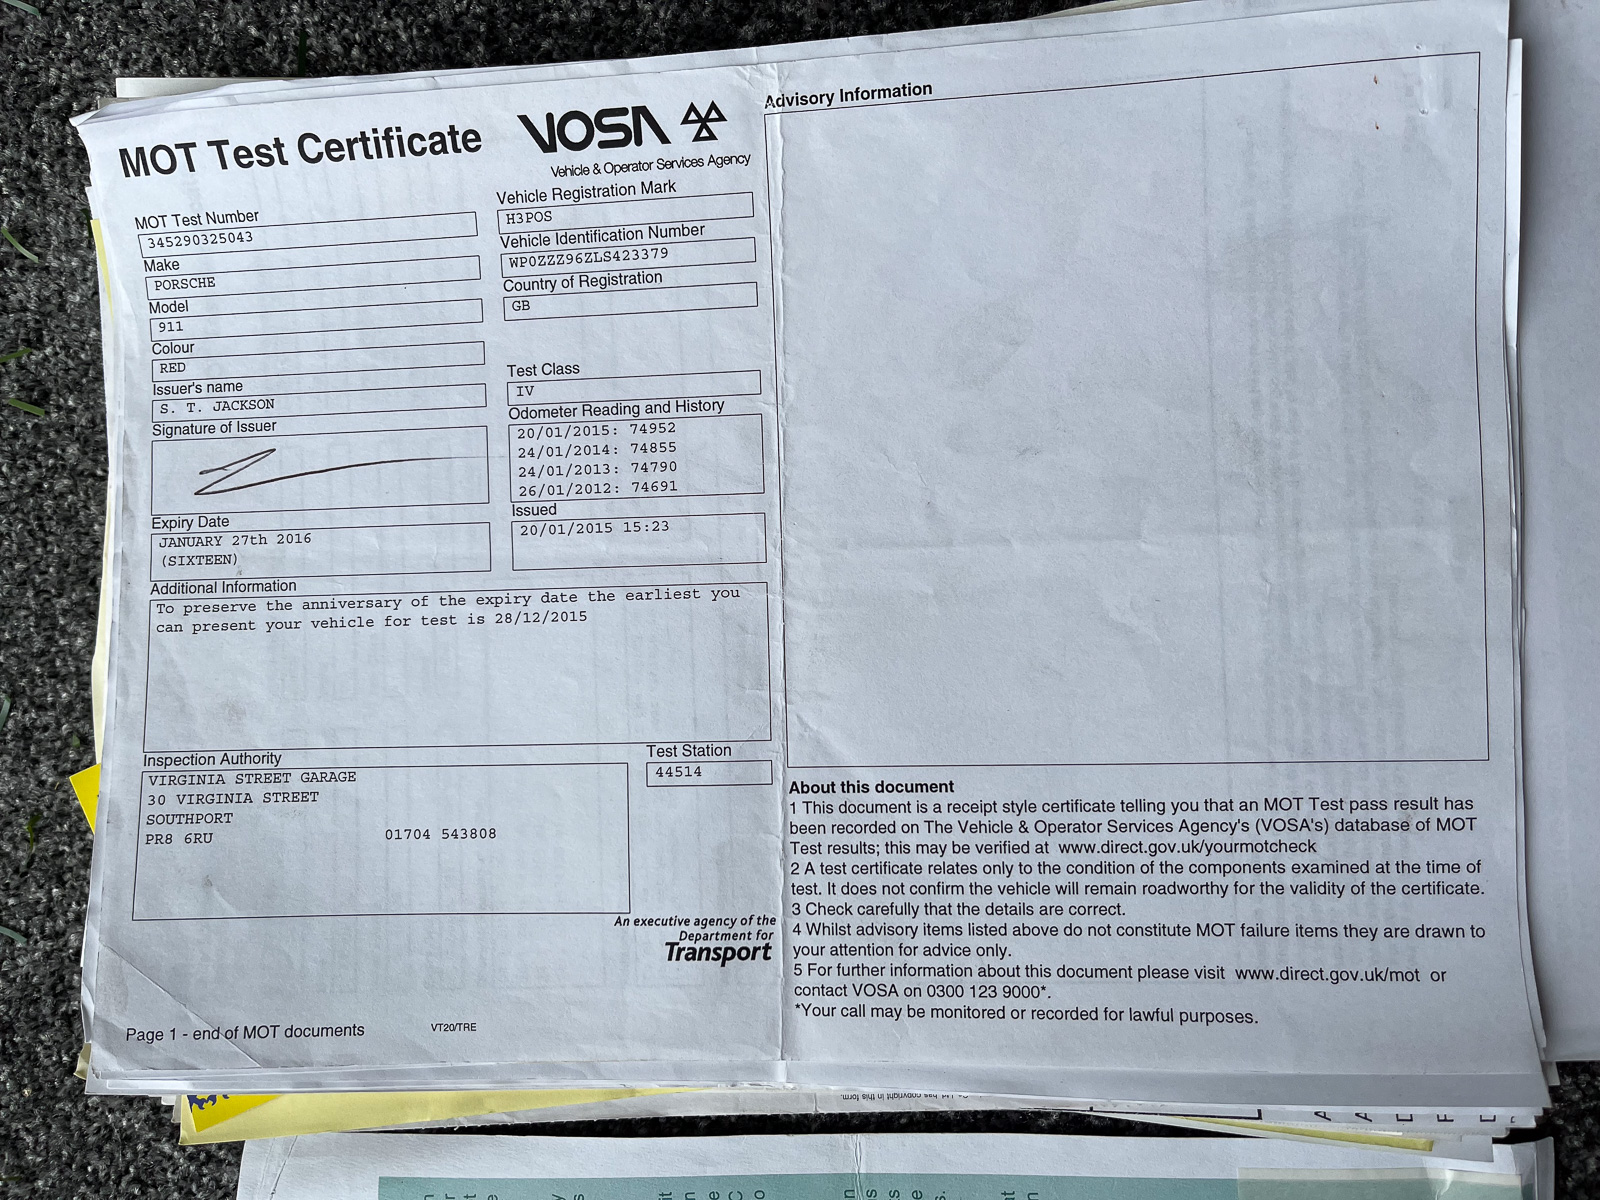 MOT Test Certificate
VOSA
Vehicle & Operator Services Agency
MOT Test Number
345290325043
Make
PORSCHE
Model
911
Colour
RED
Issuer's name
S. T. JACKSON
Signature of Issuer
Expiry Date
JANUARY 27th 2016
(SIXTEEN)
Vehicle Registration Mark
H3POS
Vehicle Identification Number
WP0ZZZ96ZLS423379
Country of Registration
GB
Test Class
IV
Odometer Reading and History
20/01/2015: 74952
24/01/2014: 74855
24/01/2013: 74790
26/01/2012: 74691
Issued
20/01/2015 15:23
Additional Information
To preserve the anniversary of the expiry date the earliest you
can present your vehicle for test is 28/12/2015
Inspection Authority
VIRGINIA STREET GARAGE
30 VIRGINIA STREET
SOUTHPORT
PR8 6RU 01704 543808
Test Station
44514
An executive agency of the
Department for
Transport
Page 1 - end of MOT documents
VT20/TRE
Advisory Information
About this document
1 This document is a receipt style certificate telling you that an MOT Test pass result has
been recorded on The Vehicle & Operator Services Agency's (VOSA's) database of MOT
Test results; this may be verified at www.direct.gov.uk/yourmotcheck
2 A test certificate relates only to the condition of the components examined at the time of
test. It does not confirm the vehicle will remain roadworthy for the validity of the certificate.
3 Check carefully that the details are correct.
4 Whilst advisory items listed above do not constitute MOT failure items they are drawn to
your attention for advice only.
5 For further information about this document please visit www.direct.gov.uk/mot or
contact VOSA on 0300 123 9000*.
*Your call may be monitored or recorded for lawful purposes.